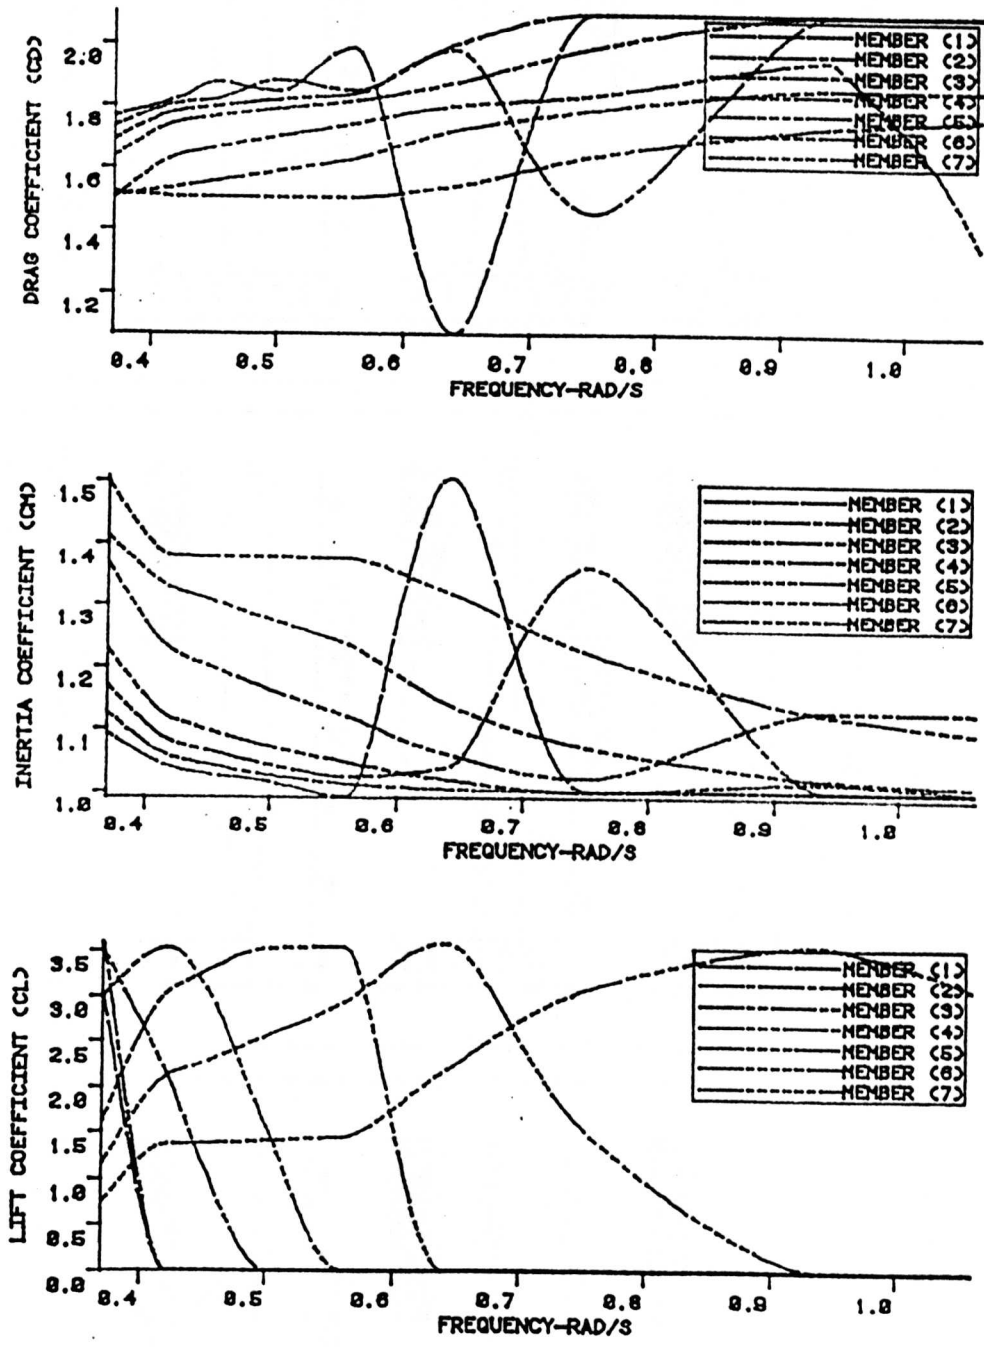 DRAG COEFFICIENT (CD)
2.0
1.8
1.6
1.4
1.2
MEMBER (1)
MEMBER (2)
MEMBER (3)
MEMBER (4)
MEMBER (5)
MEMBER (6)
MEMBER (7)
0.4 0.5 0.6 0.7 0.8 0.9 1.0
FREQUENCY-RAD/S
INERTIA COEFFICIENT (CM)
1.5
1.4
1.3
1.2
1.1
1.0
MEMBER (1)
MEMBER (2)
MEMBER (3)
MEMBER (4)
MEMBER (5)
MEMBER (6)
MEMBER (7)
0.4 0.5 0.6 0.7 0.8 0.9 1.0
FREQUENCY-RAD/S
LIFT COEFFICIENT (CL)
3.5
3.0
2.5
2.0
1.5
1.0
0.5
0.0
MEMBER (1)
MEMBER (2)
MEMBER (3)
MEMBER (4)
MEMBER (5)
MEMBER (6)
MEMBER (7)
0.4 0.5 0.6 0.7 0.8 0.9 1.0
FREQUENCY-RAD/S